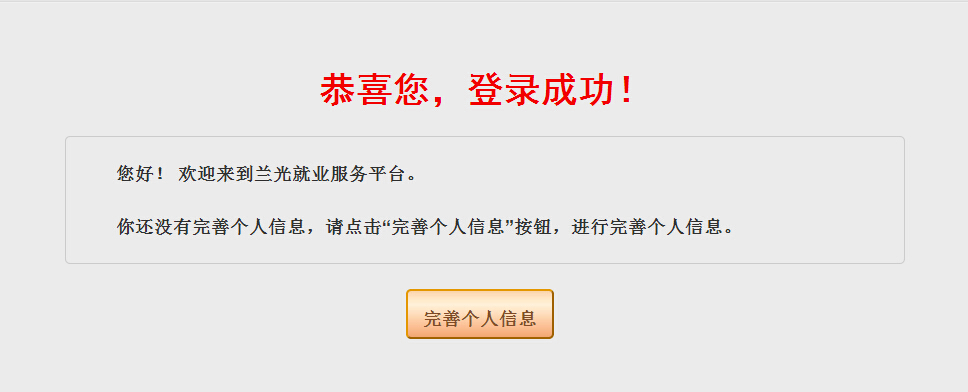 恭喜您，登录成功！
您好！ 欢迎来到兰光就业服务平台。
你还没有完善个人信息，请点击“完善个人信息”按钮，进行完善个人信息。
完善个人信息